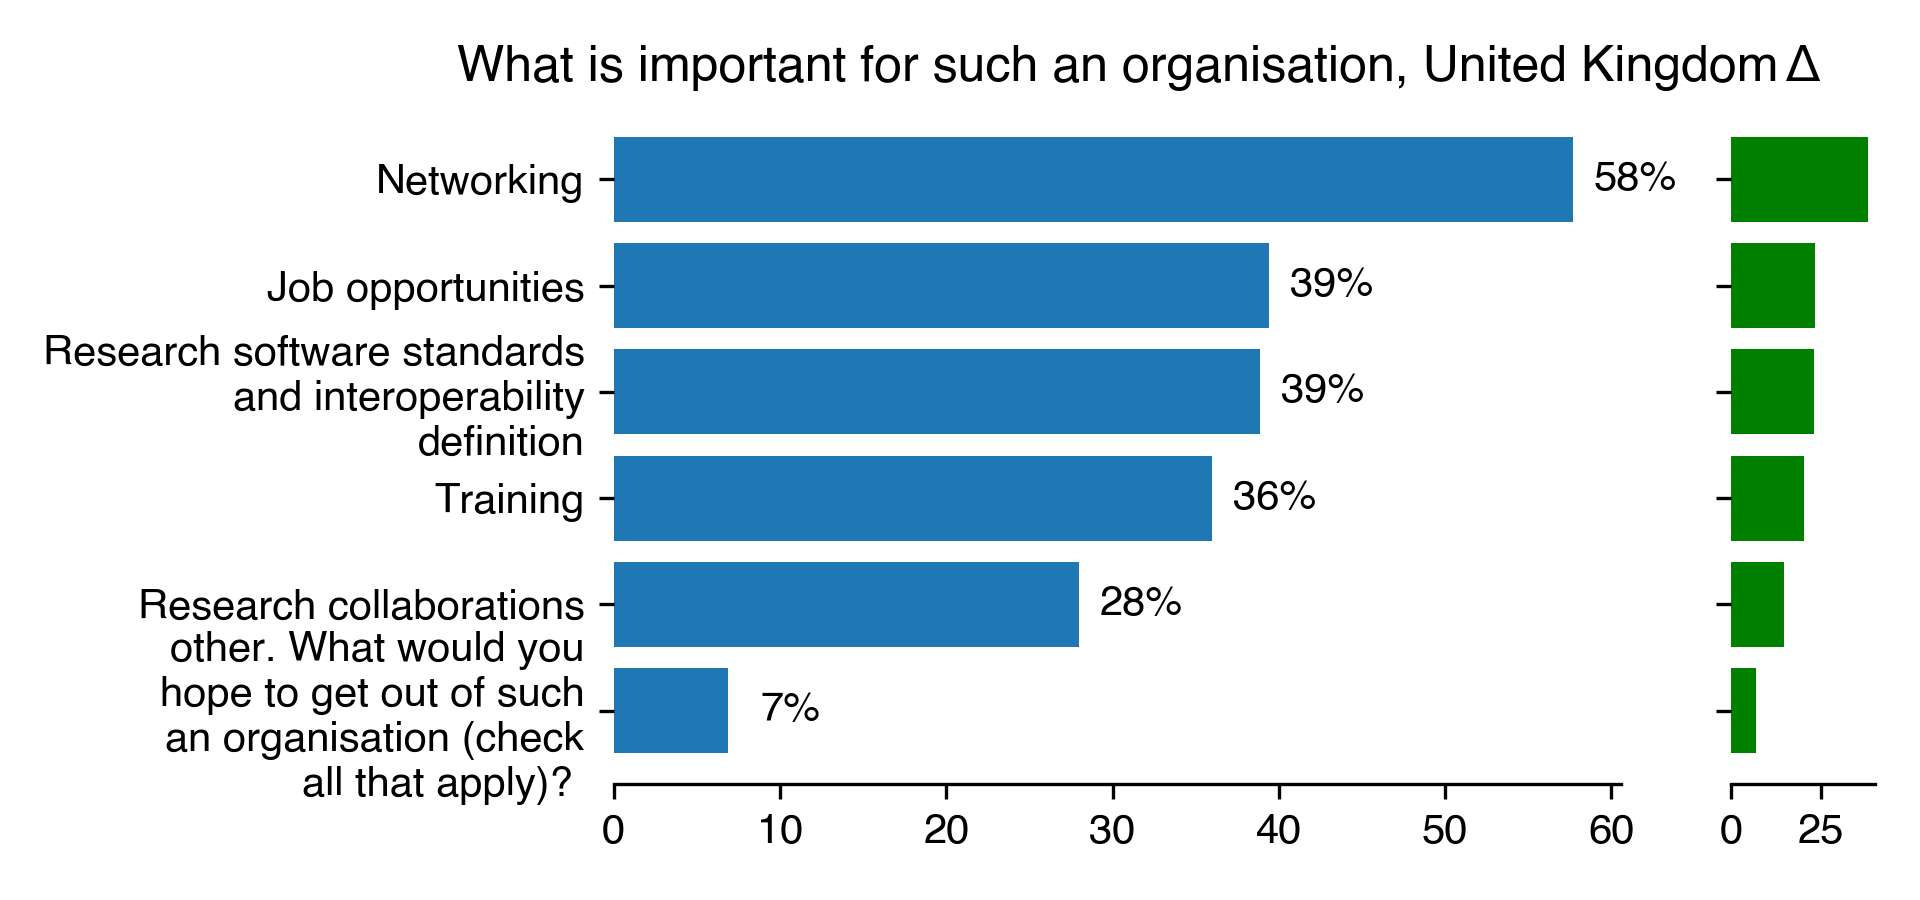 What is important for such an organisation, United Kingdom Δ
Networking
58%
Job opportunities
39%
Research software standards
and interoperability
definition
39%
Training
36%
Research collaborations
28%
other. What would you
hope to get out of such
an organisation (check
all that apply)?
7%
0 10 20 30 40 50 60 0 25